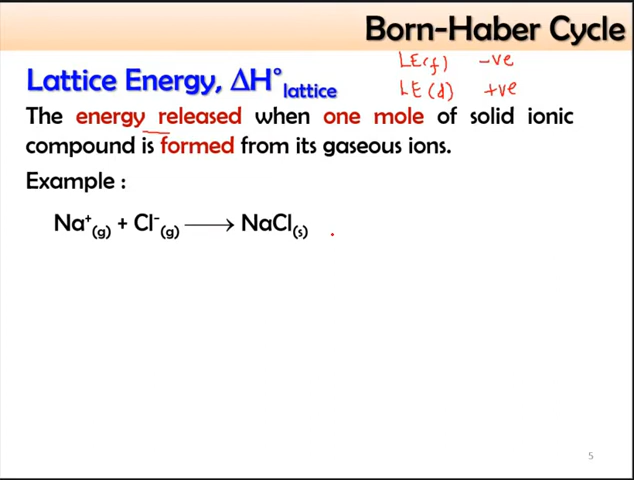 Born-Haber Cycle
LE(f) -ve
Lattice Energy, ΔH°lattice
LE(d) +ve
The energy released when one mole of solid ionic
compound is formed from its gaseous ions.
Example :
Na⁺(g) + Cl⁻(g) ⟶ NaCl(s)
5